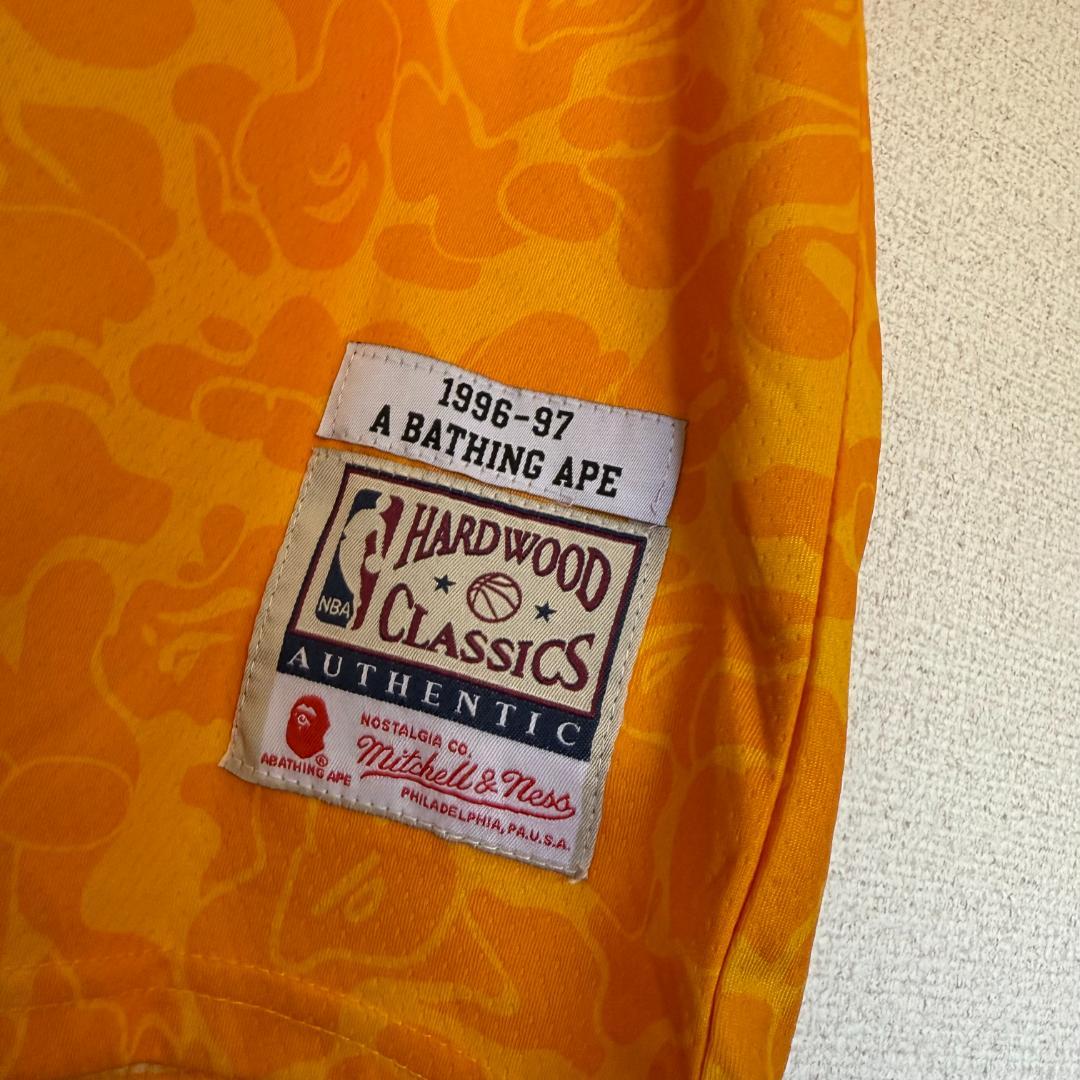 1996-97
A BATHING APE
HARDWOOD
CLASSICS
NBA
AUTHENTIC
A BATHING APE
®
NOSTALGIA CO.
Mitchell & Ness
PHILADELPHIA, PA. U.S.A.